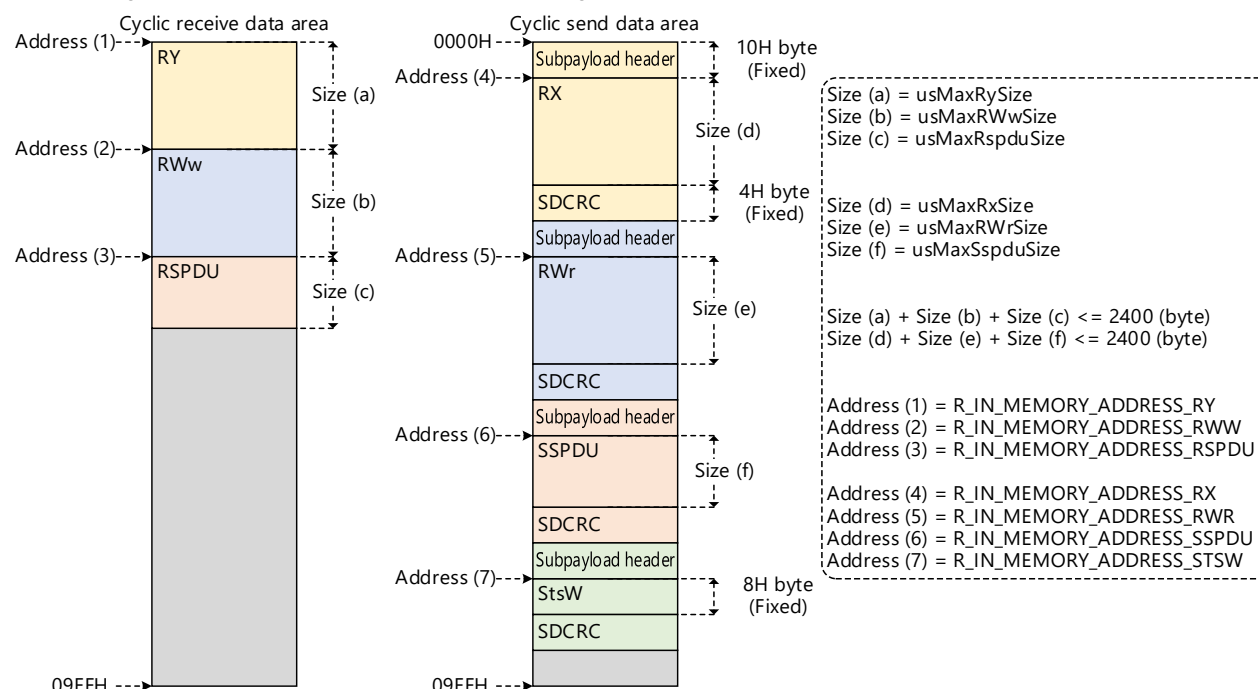 Cyclic receive data area
Address (1)
RY
Size (a)
Address (2)
RWw
Size (b)
Address (3)
RSPDU
Size (c)
Cyclic send data area
0000H
Subpayload header
10H byte
(Fixed)
Address (4)
RX
Size (d)
SDCRC
4H byte
(Fixed)
Subpayload header
Address (5)
RWr
Size (e)
SDCRC
Subpayload header
Address (6)
SSPDU
Size (f)
SDCRC
Subpayload header
Address (7)
StsW
8H byte
(Fixed)
SDCRC
Size (a) = usMaxRySize
Size (b) = usMaxRWwSize
Size (c) = usMaxRspduSize
Size (d) = usMaxRxSize
Size (e) = usMaxRWrSize
Size (f) = usMaxSspduSize
Size (a) + Size (b) + Size (c) <= 2400 (byte)
Size (d) + Size (e) + Size (f) <= 2400 (byte)
Address (1) = R_IN_MEMORY_ADDRESS_RY
Address (2) = R_IN_MEMORY_ADDRESS_RWW
Address (3) = R_IN_MEMORY_ADDRESS_RSPDU
Address (4) = R_IN_MEMORY_ADDRESS_RX
Address (5) = R_IN_MEMORY_ADDRESS_RWR
Address (6) = R_IN_MEMORY_ADDRESS_SSPDU
Address (7) = R_IN_MEMORY_ADDRESS_STSW
09FFH
09FFH